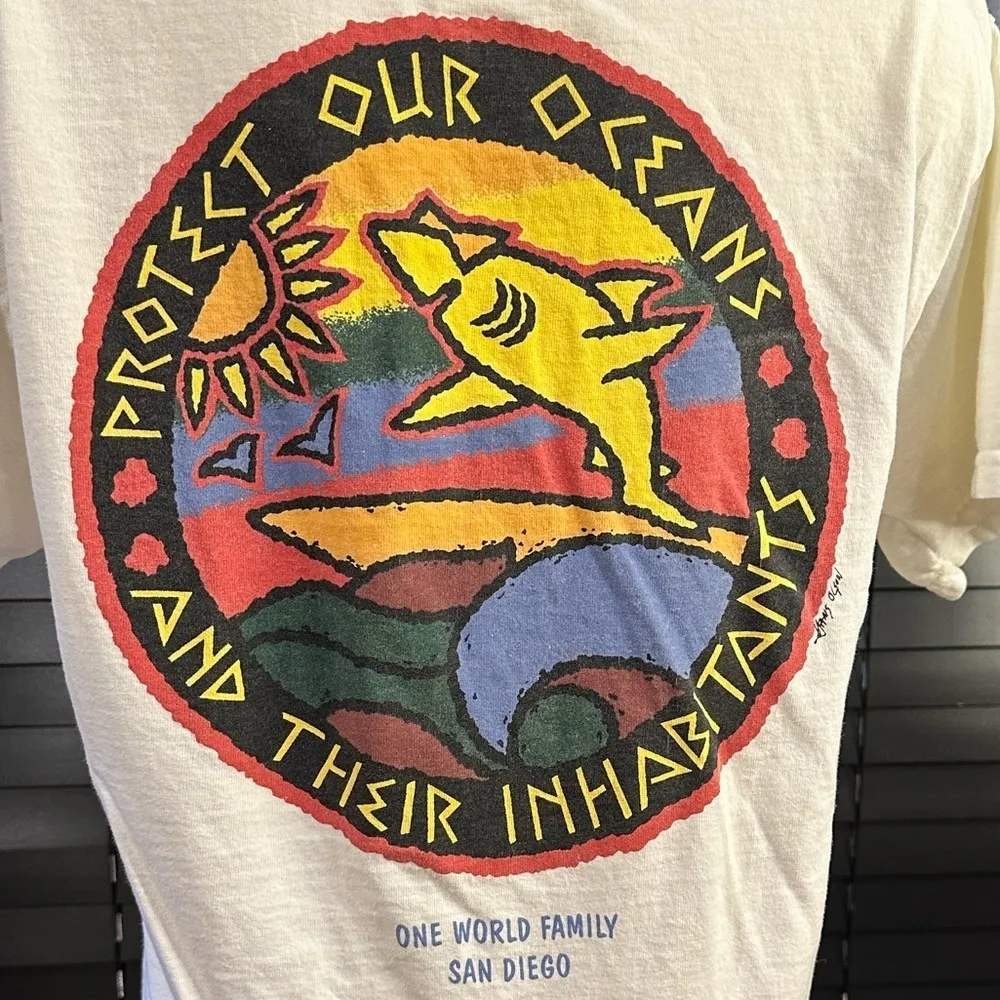 PROTECT OUR OCEANS
AND THEIR INHABITANTS
ONE WORLD FAMILY
SAN DIEGO